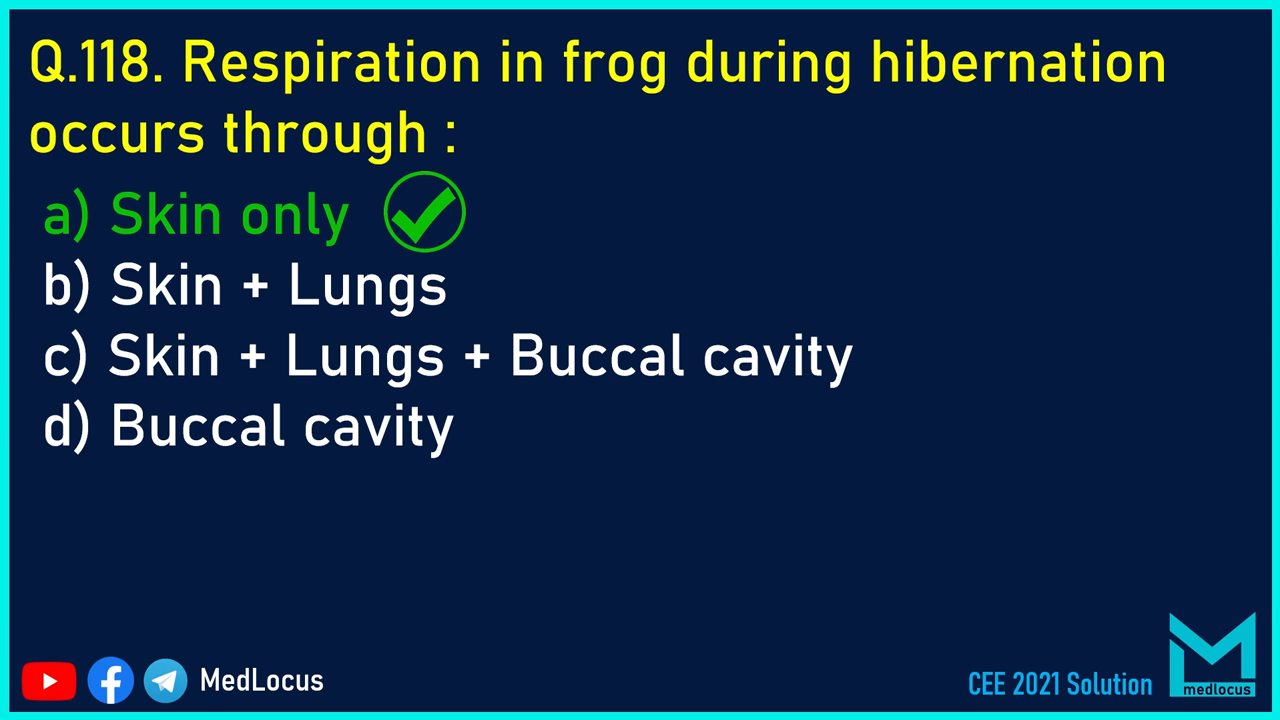 Q.118. Respiration in frog during hibernation
occurs through :
a) Skin only
b) Skin + Lungs
c) Skin + Lungs + Buccal cavity
d) Buccal cavity
MedLocus
CEE 2021 Solution
medlocus